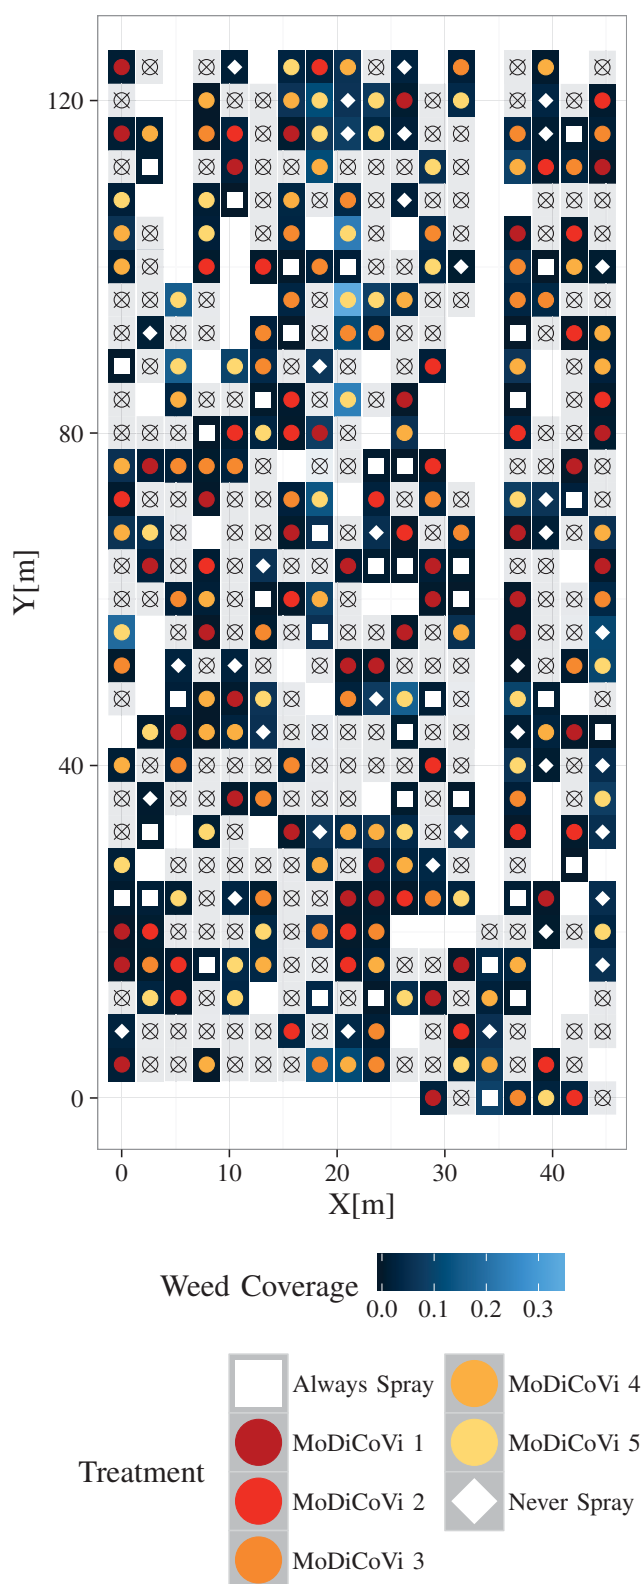 120
80
40
0
Y[m]
0 10 20 30 40
X[m]
Weed Coverage
0.0 0.1 0.2 0.3
Treatment
Always Spray
MoDiCoVi 1
MoDiCoVi 2
MoDiCoVi 3
MoDiCoVi 4
MoDiCoVi 5
Never Spray